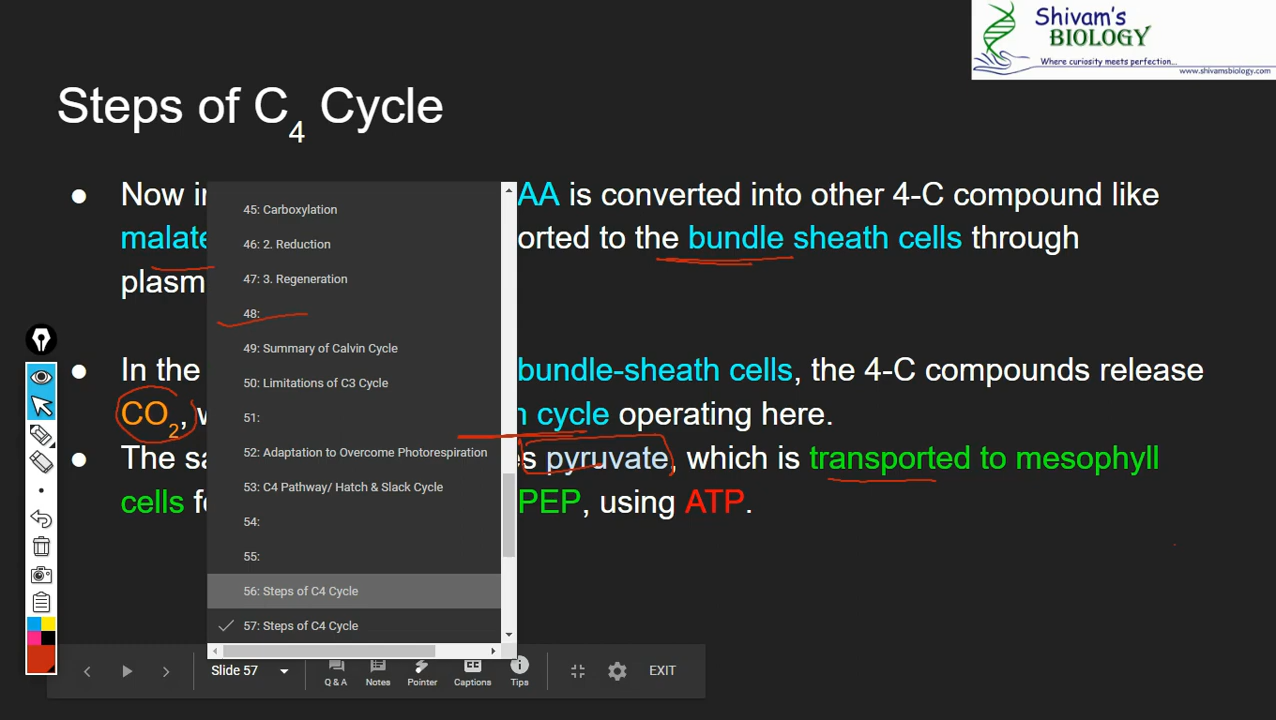 Shivam's
BIOLOGY
Where curiosity meets perfection...
www.shivamsbiology.com
Steps of C4 Cycle
Now in AA is converted into other 4-C compound like
malate orted to the bundle sheath cells through
plasm
In the bundle-sheath cells, the 4-C compounds release
CO2, n cycle operating here.
The sa es pyruvate, which is transported to mesophyll
cells fo PEP, using ATP.
45: Carboxylation
46: 2. Reduction
47: 3. Regeneration
48:
49: Summary of Calvin Cycle
50: Limitations of C3 Cycle
51:
52: Adaptation to Overcome Photorespiration
53: C4 Pathway/ Hatch & Slack Cycle
54:
55:
56: Steps of C4 Cycle
57: Steps of C4 Cycle
Slide 57
Q & A
Notes
Pointer
CC
Captions
Tips
EXIT